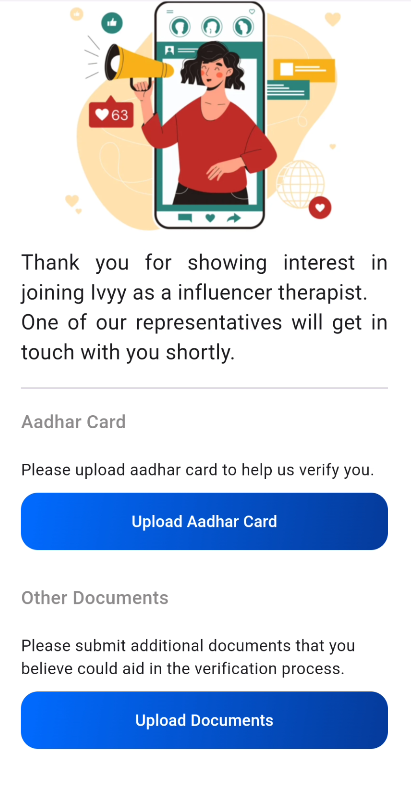 63
Thank you for showing interest in
joining Ivyy as a influencer therapist.
One of our representatives will get in
touch with you shortly.
Aadhar Card
Please upload aadhar card to help us verify you.
Upload Aadhar Card
Other Documents
Please submit additional documents that you
believe could aid in the verification process.
Upload Documents